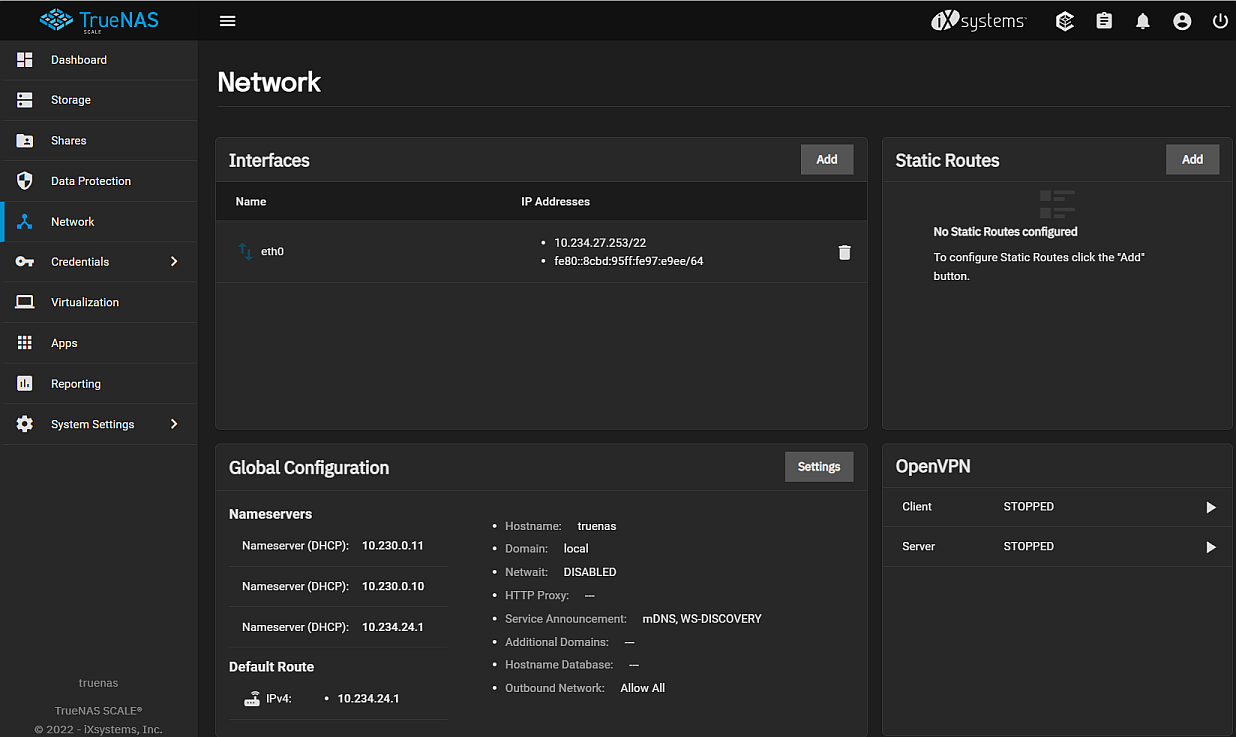 TrueNAS
SCALE
iXsystems
Dashboard
Storage
Shares
Data Protection
Network
Credentials
Virtualization
Apps
Reporting
System Settings
truenas
TrueNAS SCALE®
© 2022 - iXsystems, Inc.
Network
Interfaces
Add
Name IP Addresses
eth0
• 10.234.27.253/22
• fe80::8cbd:95ff:fe97:e9ee/64
Static Routes
Add
No Static Routes configured
To configure Static Routes click the "Add"
button.
Global Configuration
Settings
Nameservers
Nameserver (DHCP): 10.230.0.11
Nameserver (DHCP): 10.230.0.10
Nameserver (DHCP): 10.234.24.1
Default Route
IPv4: • 10.234.24.1
• Hostname: truenas
• Domain: local
• Netwait: DISABLED
• HTTP Proxy: ---
• Service Announcement: mDNS, WS-DISCOVERY
• Additional Domains: ---
• Hostname Database: ---
• Outbound Network: Allow All
OpenVPN
Client STOPPED
Server STOPPED